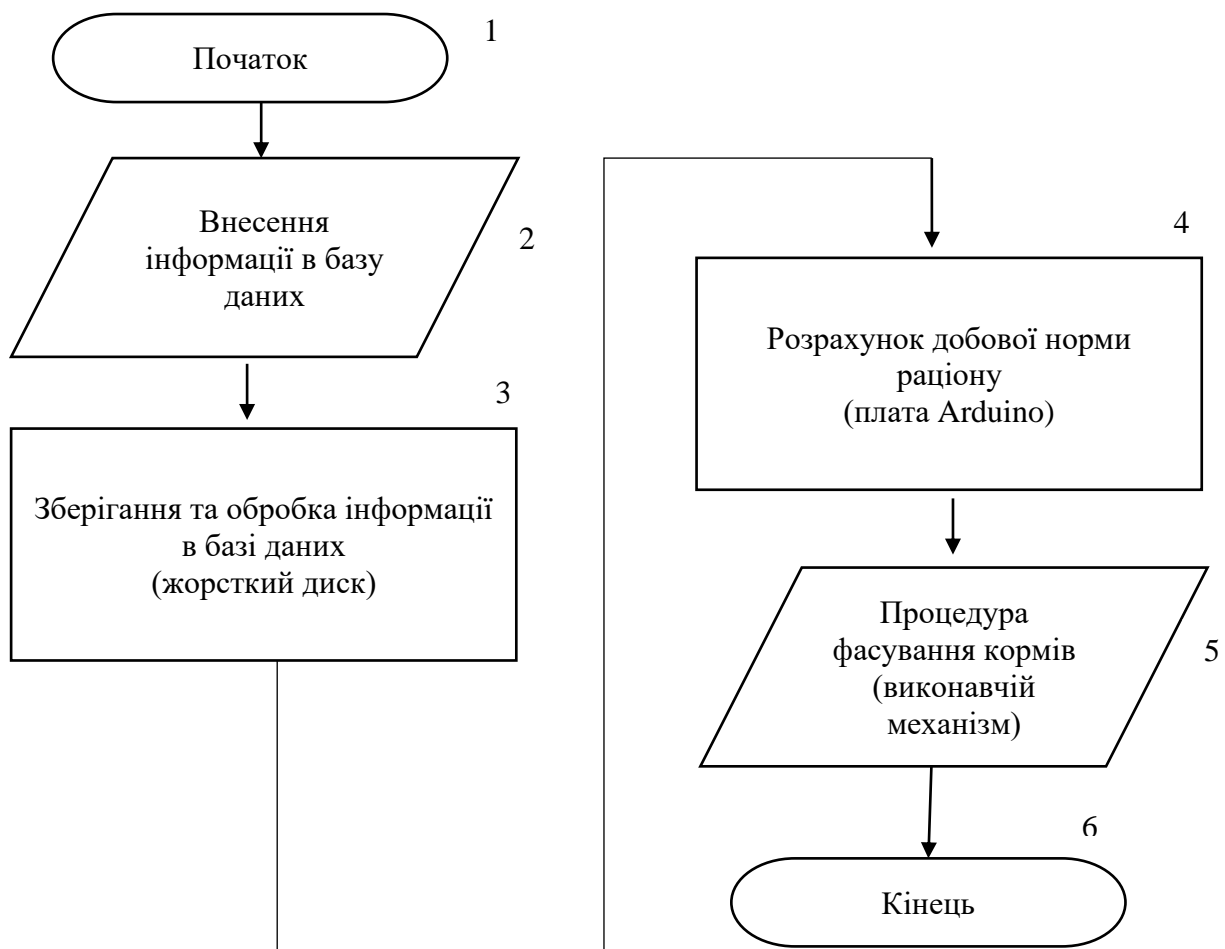 1
Початок
Внесення
інформації в базу
даних
2
3
Зберігання та обробка інформації
в базі даних
(жорсткий диск)
4
Розрахунок добової норми
раціону
(плата Arduino)
Процедура
фасування кормів
(виконавчій
механізм)
5
6
Кінець